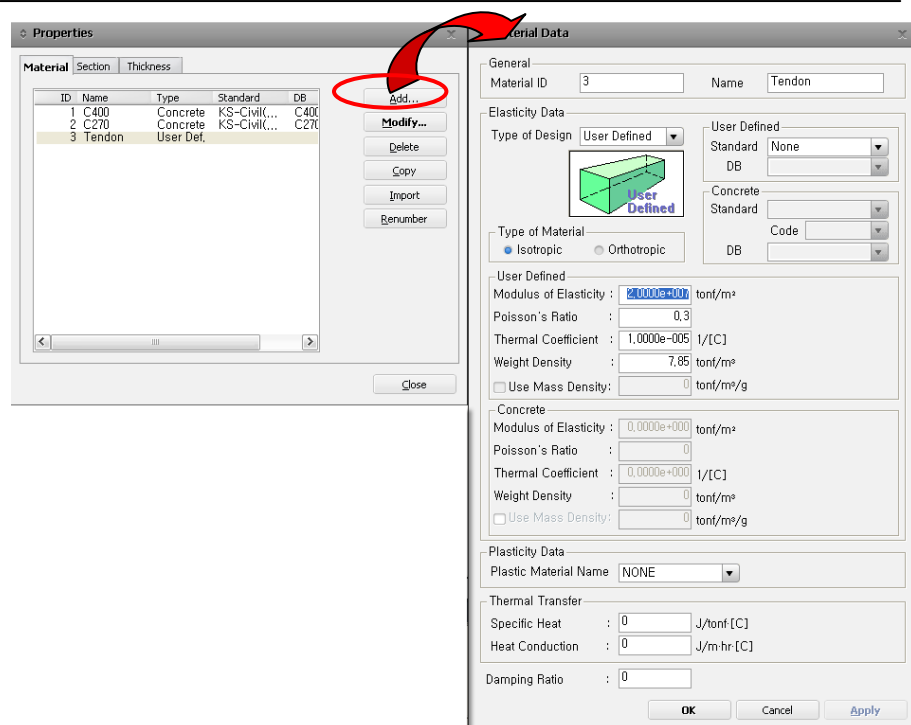 Properties
Material Section Thickness
ID Name Type Standard DB
1 C400 Concrete KS-Civil(... C400
2 C270 Concrete KS-Civil(... C270
3 Tendon User Def.
Add...
Modify...
Delete
Copy
Import
Renumber
Close
Material Data
General
Material ID 3 Name Tendon
Elasticity Data
Type of Design User Defined
User Defined
User Defined
Standard None
DB
Concrete
Standard
Code
DB
Type of Material
Isotropic Orthotropic
User Defined
Modulus of Elasticity : 2.0000e+007 tonf/m²
Poisson's Ratio : 0.3
Thermal Coefficient : 1.0000e-005 1/[C]
Weight Density : 7.85 tonf/m³
Use Mass Density: 0 tonf/m³/g
Concrete
Modulus of Elasticity : 0.0000e+000 tonf/m²
Poisson's Ratio : 0
Thermal Coefficient : 0.0000e+000 1/[C]
Weight Density : 0 tonf/m³
Use Mass Density: 0 tonf/m³/g
Plasticity Data
Plastic Material Name NONE
Thermal Transfer
Specific Heat : 0 J/tonf·[C]
Heat Conduction : 0 J/m·hr·[C]
Damping Ratio : 0
OK Cancel Apply